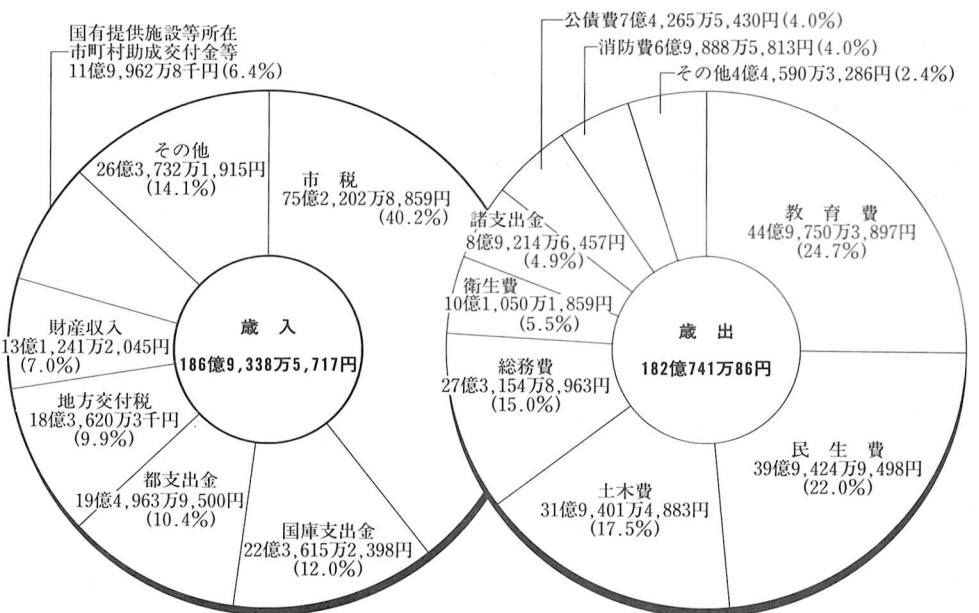 国有提供施設等所在
市町村助成交付金等
11億9,962万8千円(6.4%)
その他
26億3,732万1,915円
(14.1%)
市税
75億2,202万8,859円
(40.2%)
財産収入
13億1,241万2,045円
(7.0%)
地方交付税
18億3,620万3千円
(9.9%)
都支出金
19億4,963万9,500円
(10.4%)
国庫支出金
22億3,615万2,398円
(12.0%)
歳入
186億9,338万5,717円
公債費7億4,265万5,430円(4.0%)
消防費6億9,888万5,813円(4.0%)
その他4億4,590万3,286円(2.4%)
諸支出金
8億9,214万6,457円
(4.9%)
衛生費
10億1,050万1,859円
(5.5%)
総務費
27億3,154万8,963円
(15.0%)
土木費
31億9,401万4,883円
(17.5%)
教育費
44億9,750万3,897円
(24.7%)
民生費
39億9,424万9,498円
(22.0%)
歳出
182億741万86円